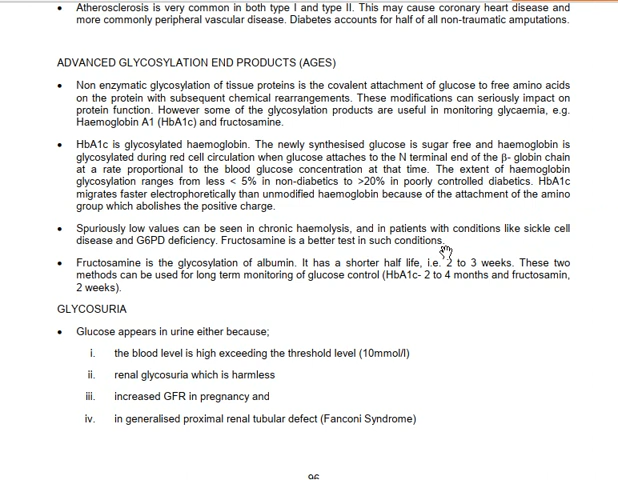 • Atherosclerosis is very common in both type I and type II. This may cause coronary heart disease and
more commonly peripheral vascular disease. Diabetes accounts for half of all non-traumatic amputations.
ADVANCED GLYCOSYLATION END PRODUCTS (AGES)
• Non enzymatic glycosylation of tissue proteins is the covalent attachment of glucose to free amino acids
on the protein with subsequent chemical rearrangements. These modifications can seriously impact on
protein function. However some of the glycosylation products are useful in monitoring glycaemia, e.g.
Haemoglobin A1 (HbA1c) and fructosamine.
• HbA1c is glycosylated haemoglobin. The newly synthesised glucose is sugar free and haemoglobin is
glycosylated during red cell circulation when glucose attaches to the N terminal end of the β- globin chain
at a rate proportional to the blood glucose concentration at that time. The extent of haemoglobin
glycosylation ranges from less < 5% in non-diabetics to >20% in poorly controlled diabetics. HbA1c
migrates faster electrophoretically than unmodified haemoglobin because of the attachment of the amino
group which abolishes the positive charge.
• Spuriously low values can be seen in chronic haemolysis, and in patients with conditions like sickle cell
disease and G6PD deficiency. Fructosamine is a better test in such conditions.
• Fructosamine is the glycosylation of albumin. It has a shorter half life, i.e. 2 to 3 weeks. These two
methods can be used for long term monitoring of glucose control (HbA1c- 2 to 4 months and fructosamin,
2 weeks).
GLYCOSURIA
• Glucose appears in urine either because;
i. the blood level is high exceeding the threshold level (10mmol/l)
ii. renal glycosuria which is harmless
iii. increased GFR in pregnancy and
iv. in generalised proximal renal tubular defect (Fanconi Syndrome)
96